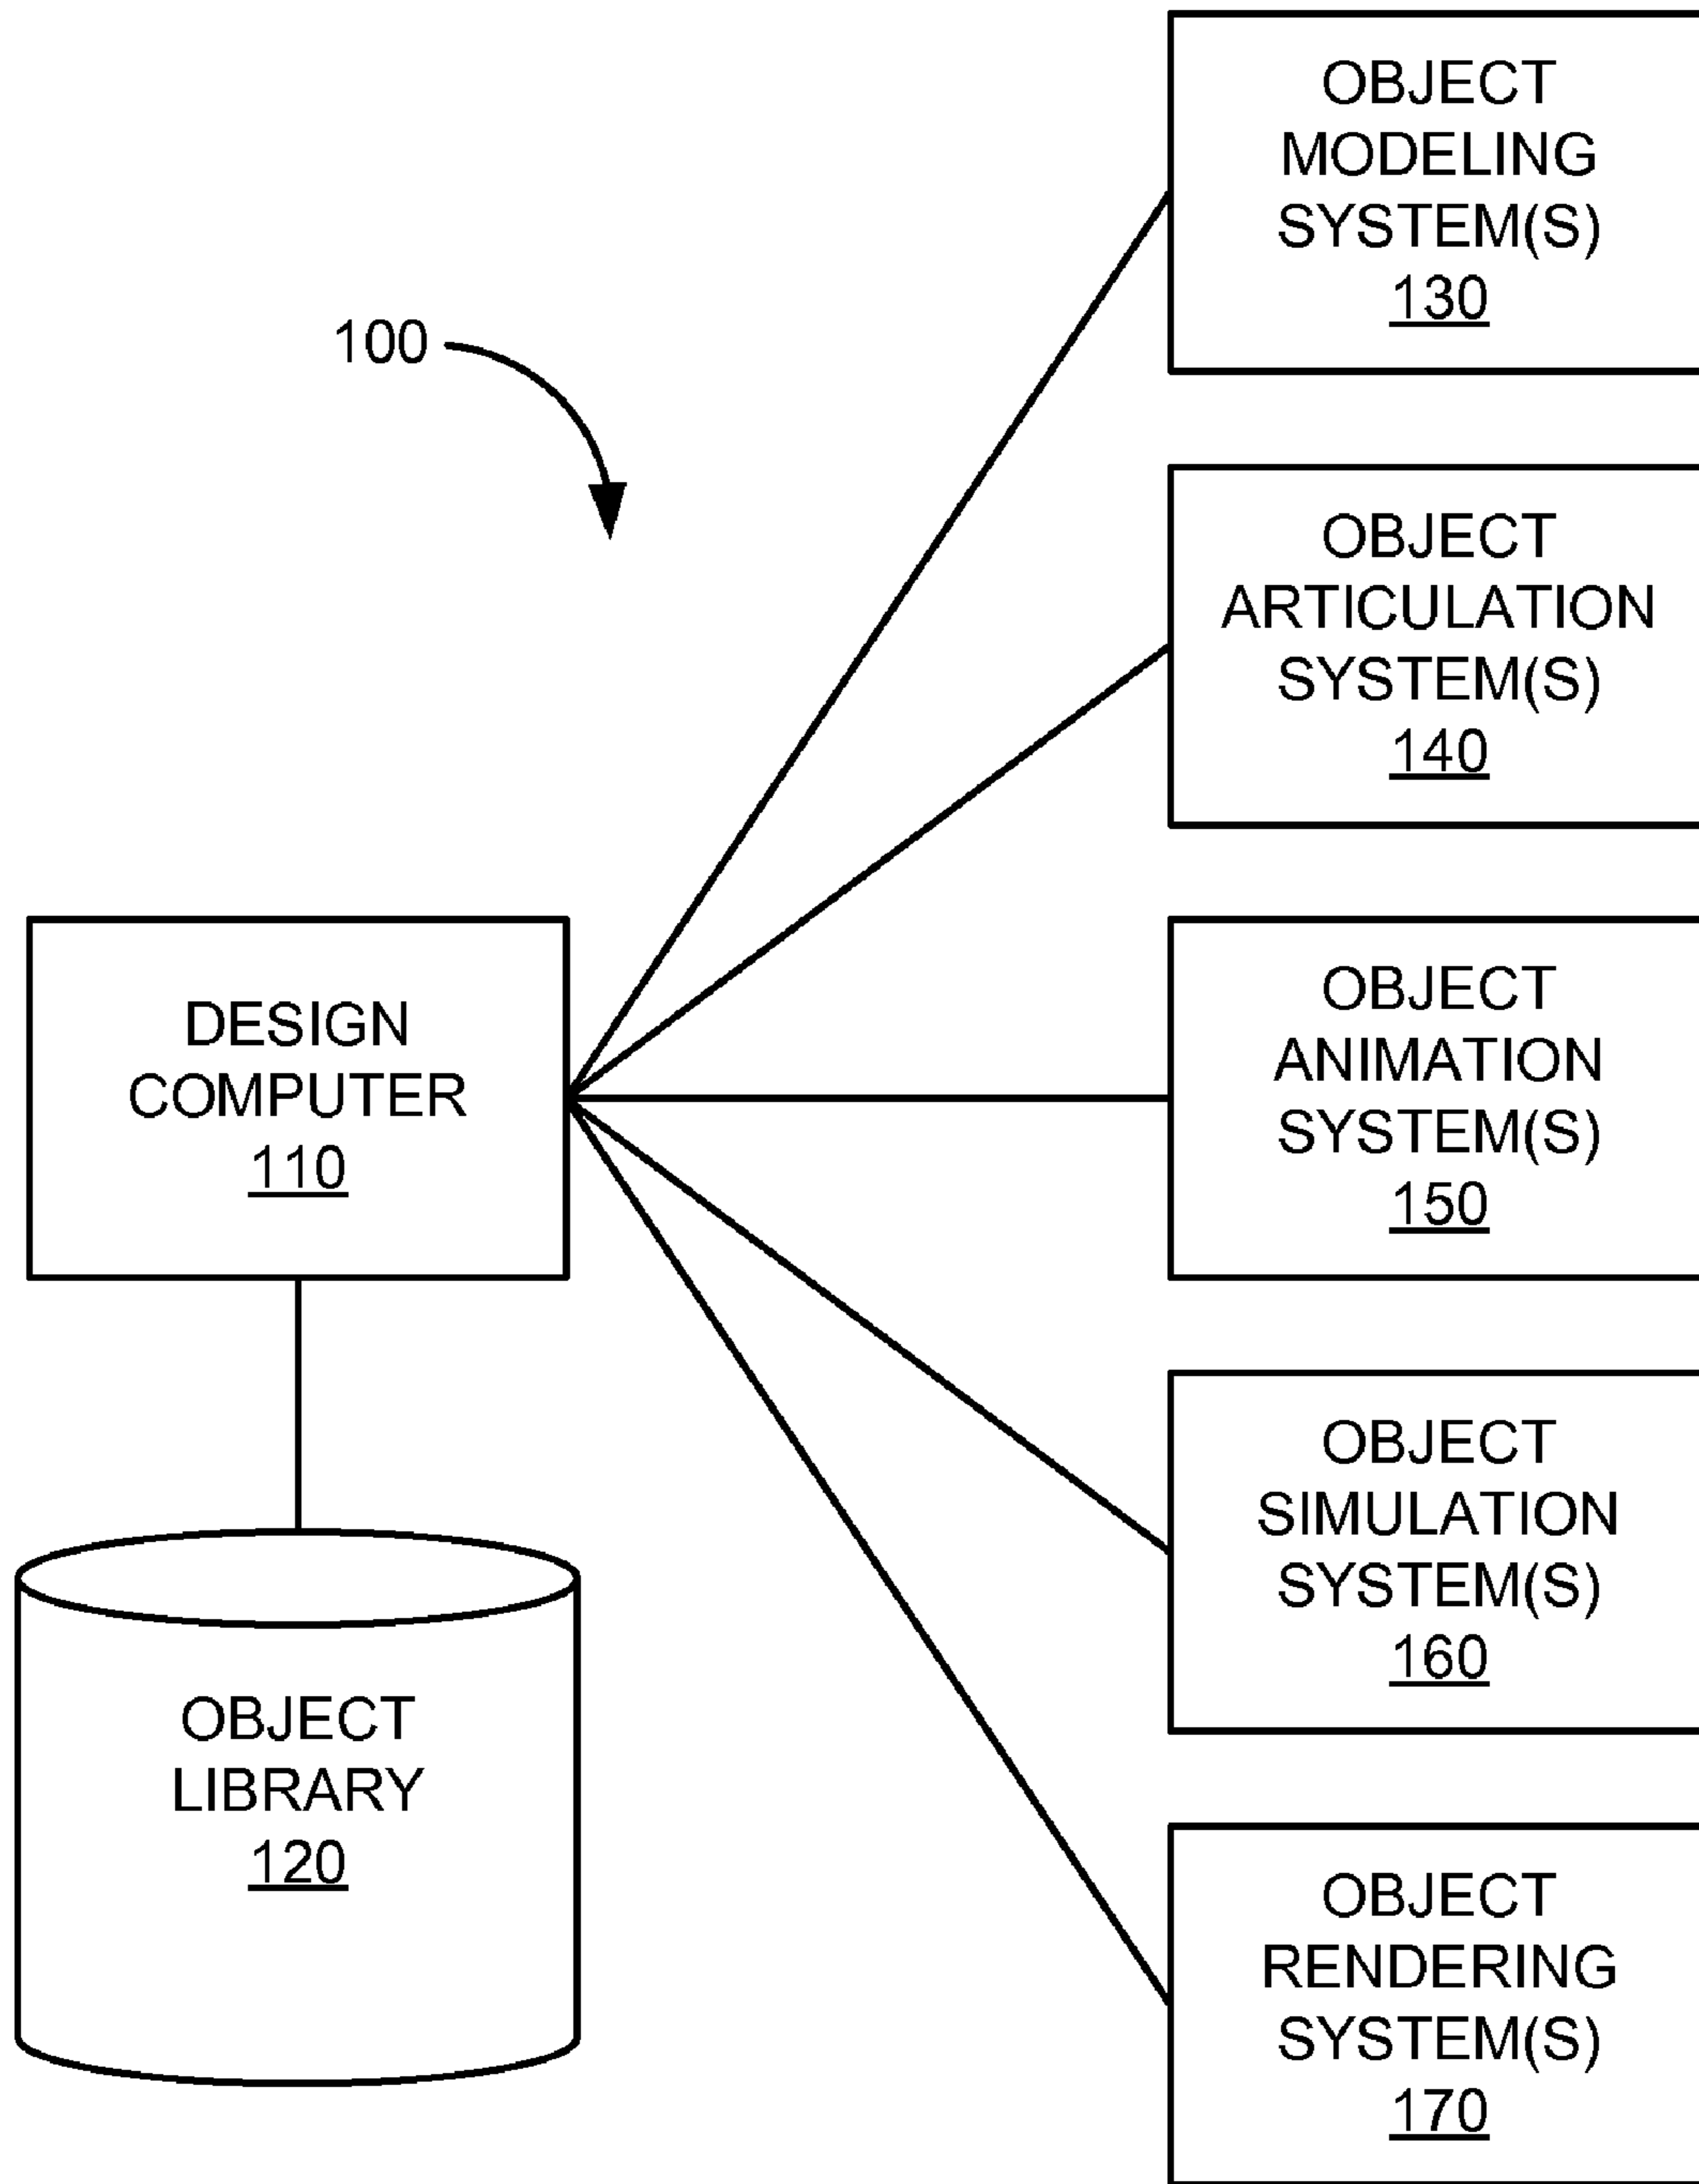 OBJECT
MODELING
SYSTEM(S)
130
100
OBJECT
ARTICULATION
SYSTEM(S)
140
DESIGN
COMPUTER
110
OBJECT
ANIMATION
SYSTEM(S)
150
OBJECT
SIMULATION
SYSTEM(S)
160
OBJECT
LIBRARY
120
OBJECT
RENDERING
SYSTEM(S)
170